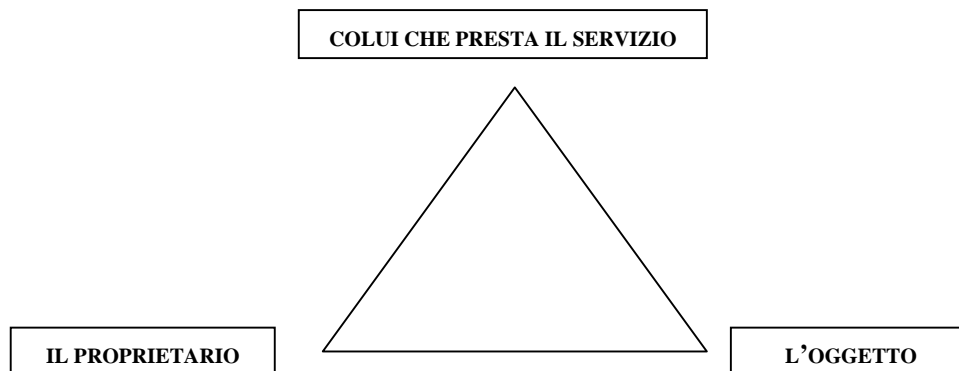 COLUI CHE PRESTA IL SERVIZIO
IL PROPRIETARIO
L’OGGETTO